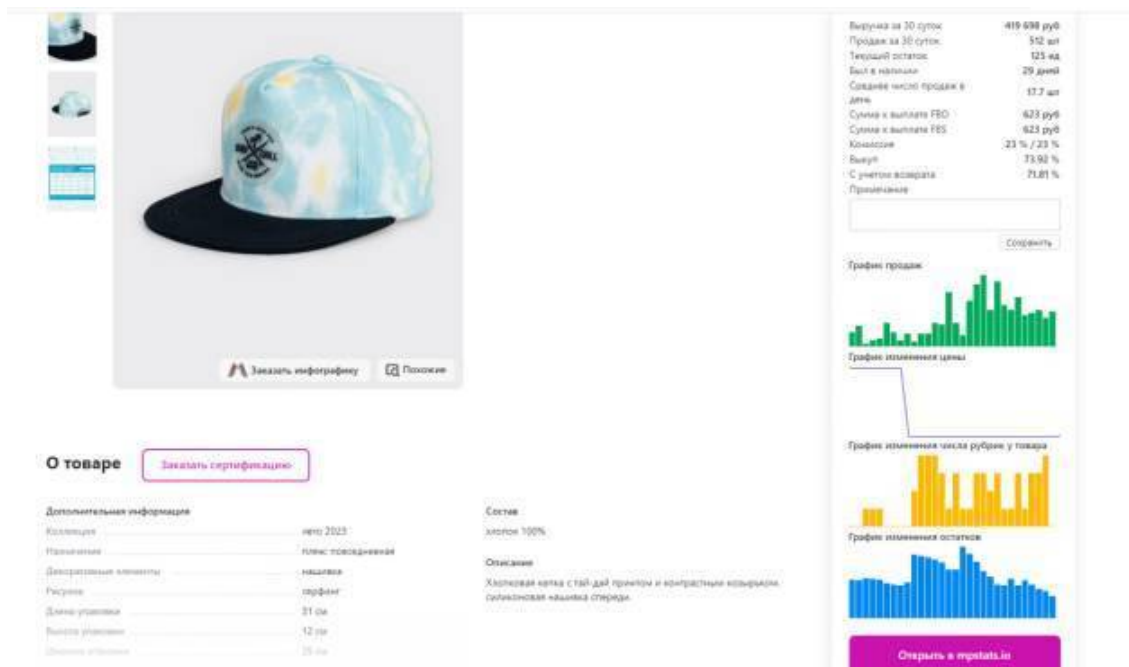 Выручка за 30 суток 419 698 руб
Продаж за 30 суток 512 шт
Текущий остаток 125 ед
Был в наличии 29 дней
Среднее число продаж в день 17.7 шт
Сумма к выплате FBO 623 руб
Сумма к выплате FBS 623 руб
Комиссия 23 % / 23 %
Выкуп 73.92 %
С учетом возврата 71.81 %
Примечание
Сохранить
График продаж
График изменения цены
График изменения числа рубрик у товара
График изменения остатков
Открыть в mpstats.io
Заказать инфографику
Похожие
О товаре
Заказать сертификацию
Дополнительная информация
Коллекция лето 2023
Назначение пляж; повседневная
Декоративные элементы нашивка
Рисунок серфинг
Длина упаковки 31 см
Высота упаковки 12 см
Ширина упаковки
Состав
хлопок 100%
Описание
Хлопковая кепка с тай-дай принтом и контрастным козырьком.
силиконовая нашивка спереди.